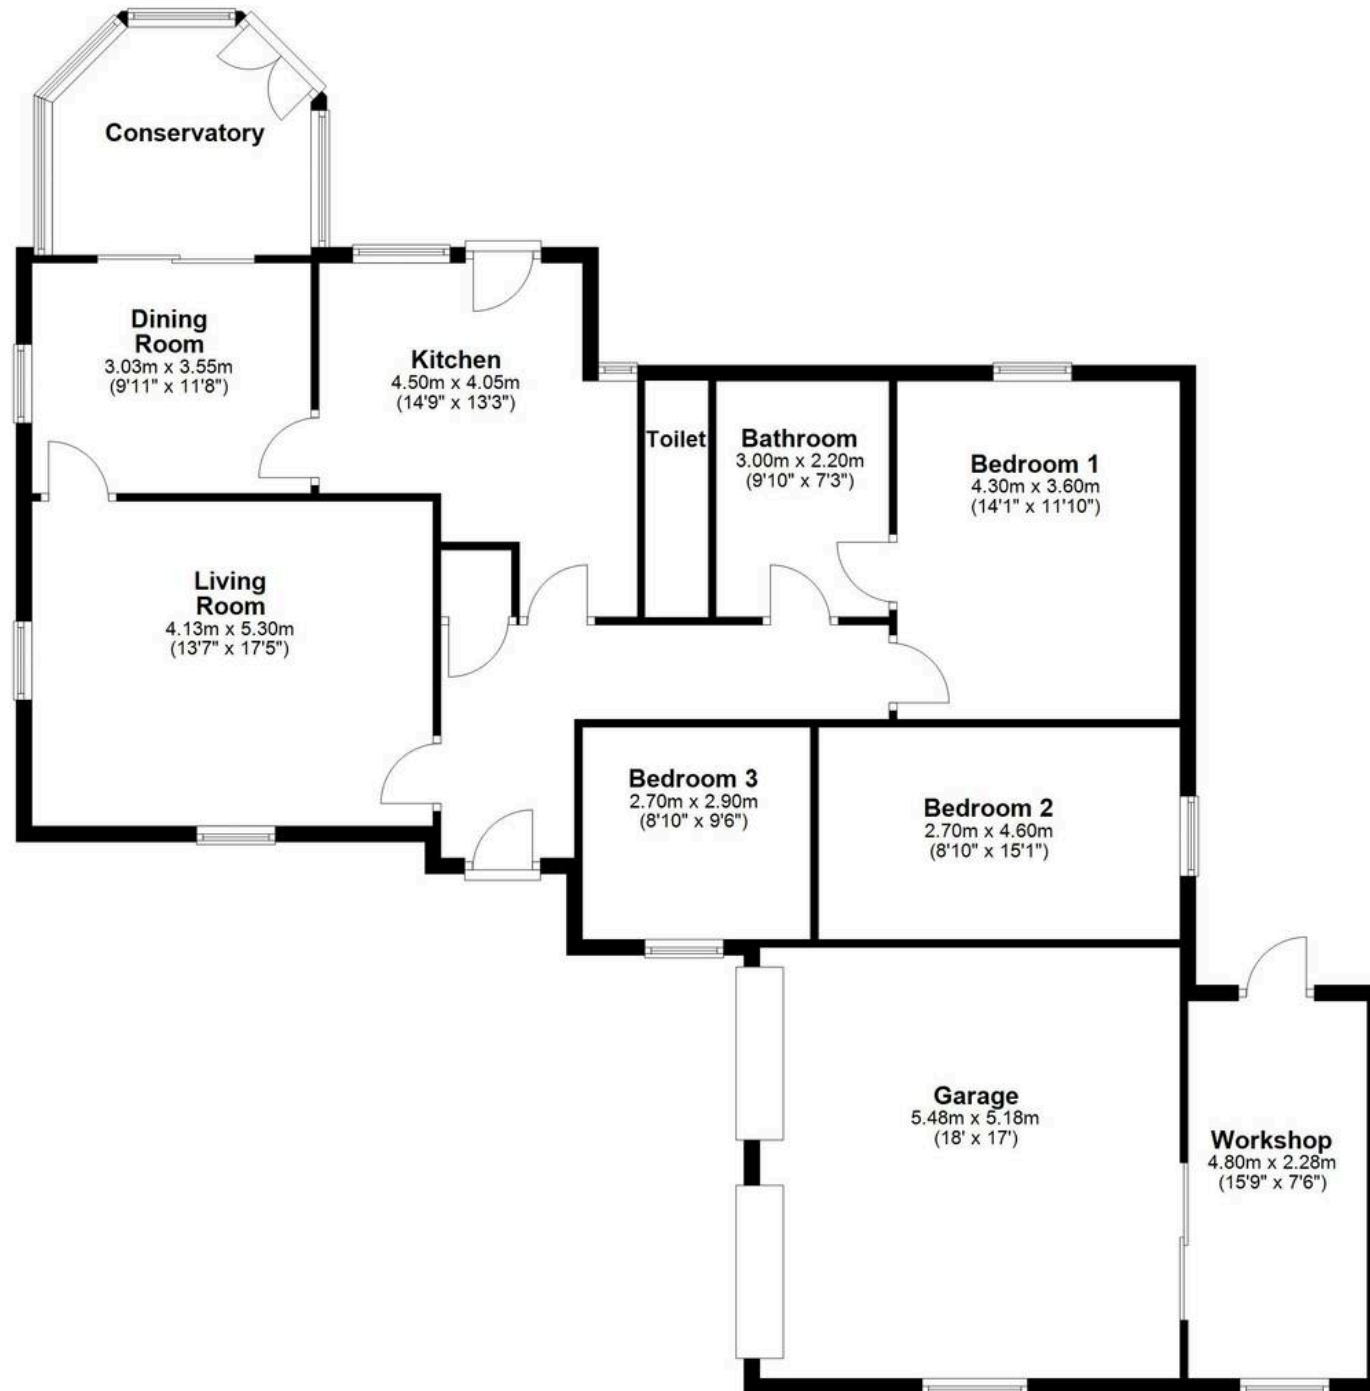 Conservatory
Dining
Room
3.03m x 3.55m
(9'11" x 11'8")
Kitchen
4.50m x 4.05m
(14'9" x 13'3")
Toilet
Bathroom
3.00m x 2.20m
(9'10" x 7'3")
Bedroom 1
4.30m x 3.60m
(14'1" x 11'10")
Living
Room
4.13m x 5.30m
(13'7" x 17'5")
Bedroom 3
2.70m x 2.90m
(8'10" x 9'6")
Bedroom 2
2.70m x 4.60m
(8'10" x 15'1")
Garage
5.48m x 5.18m
(18' x 17')
Workshop
4.80m x 2.28m
(15'9" x 7'6")